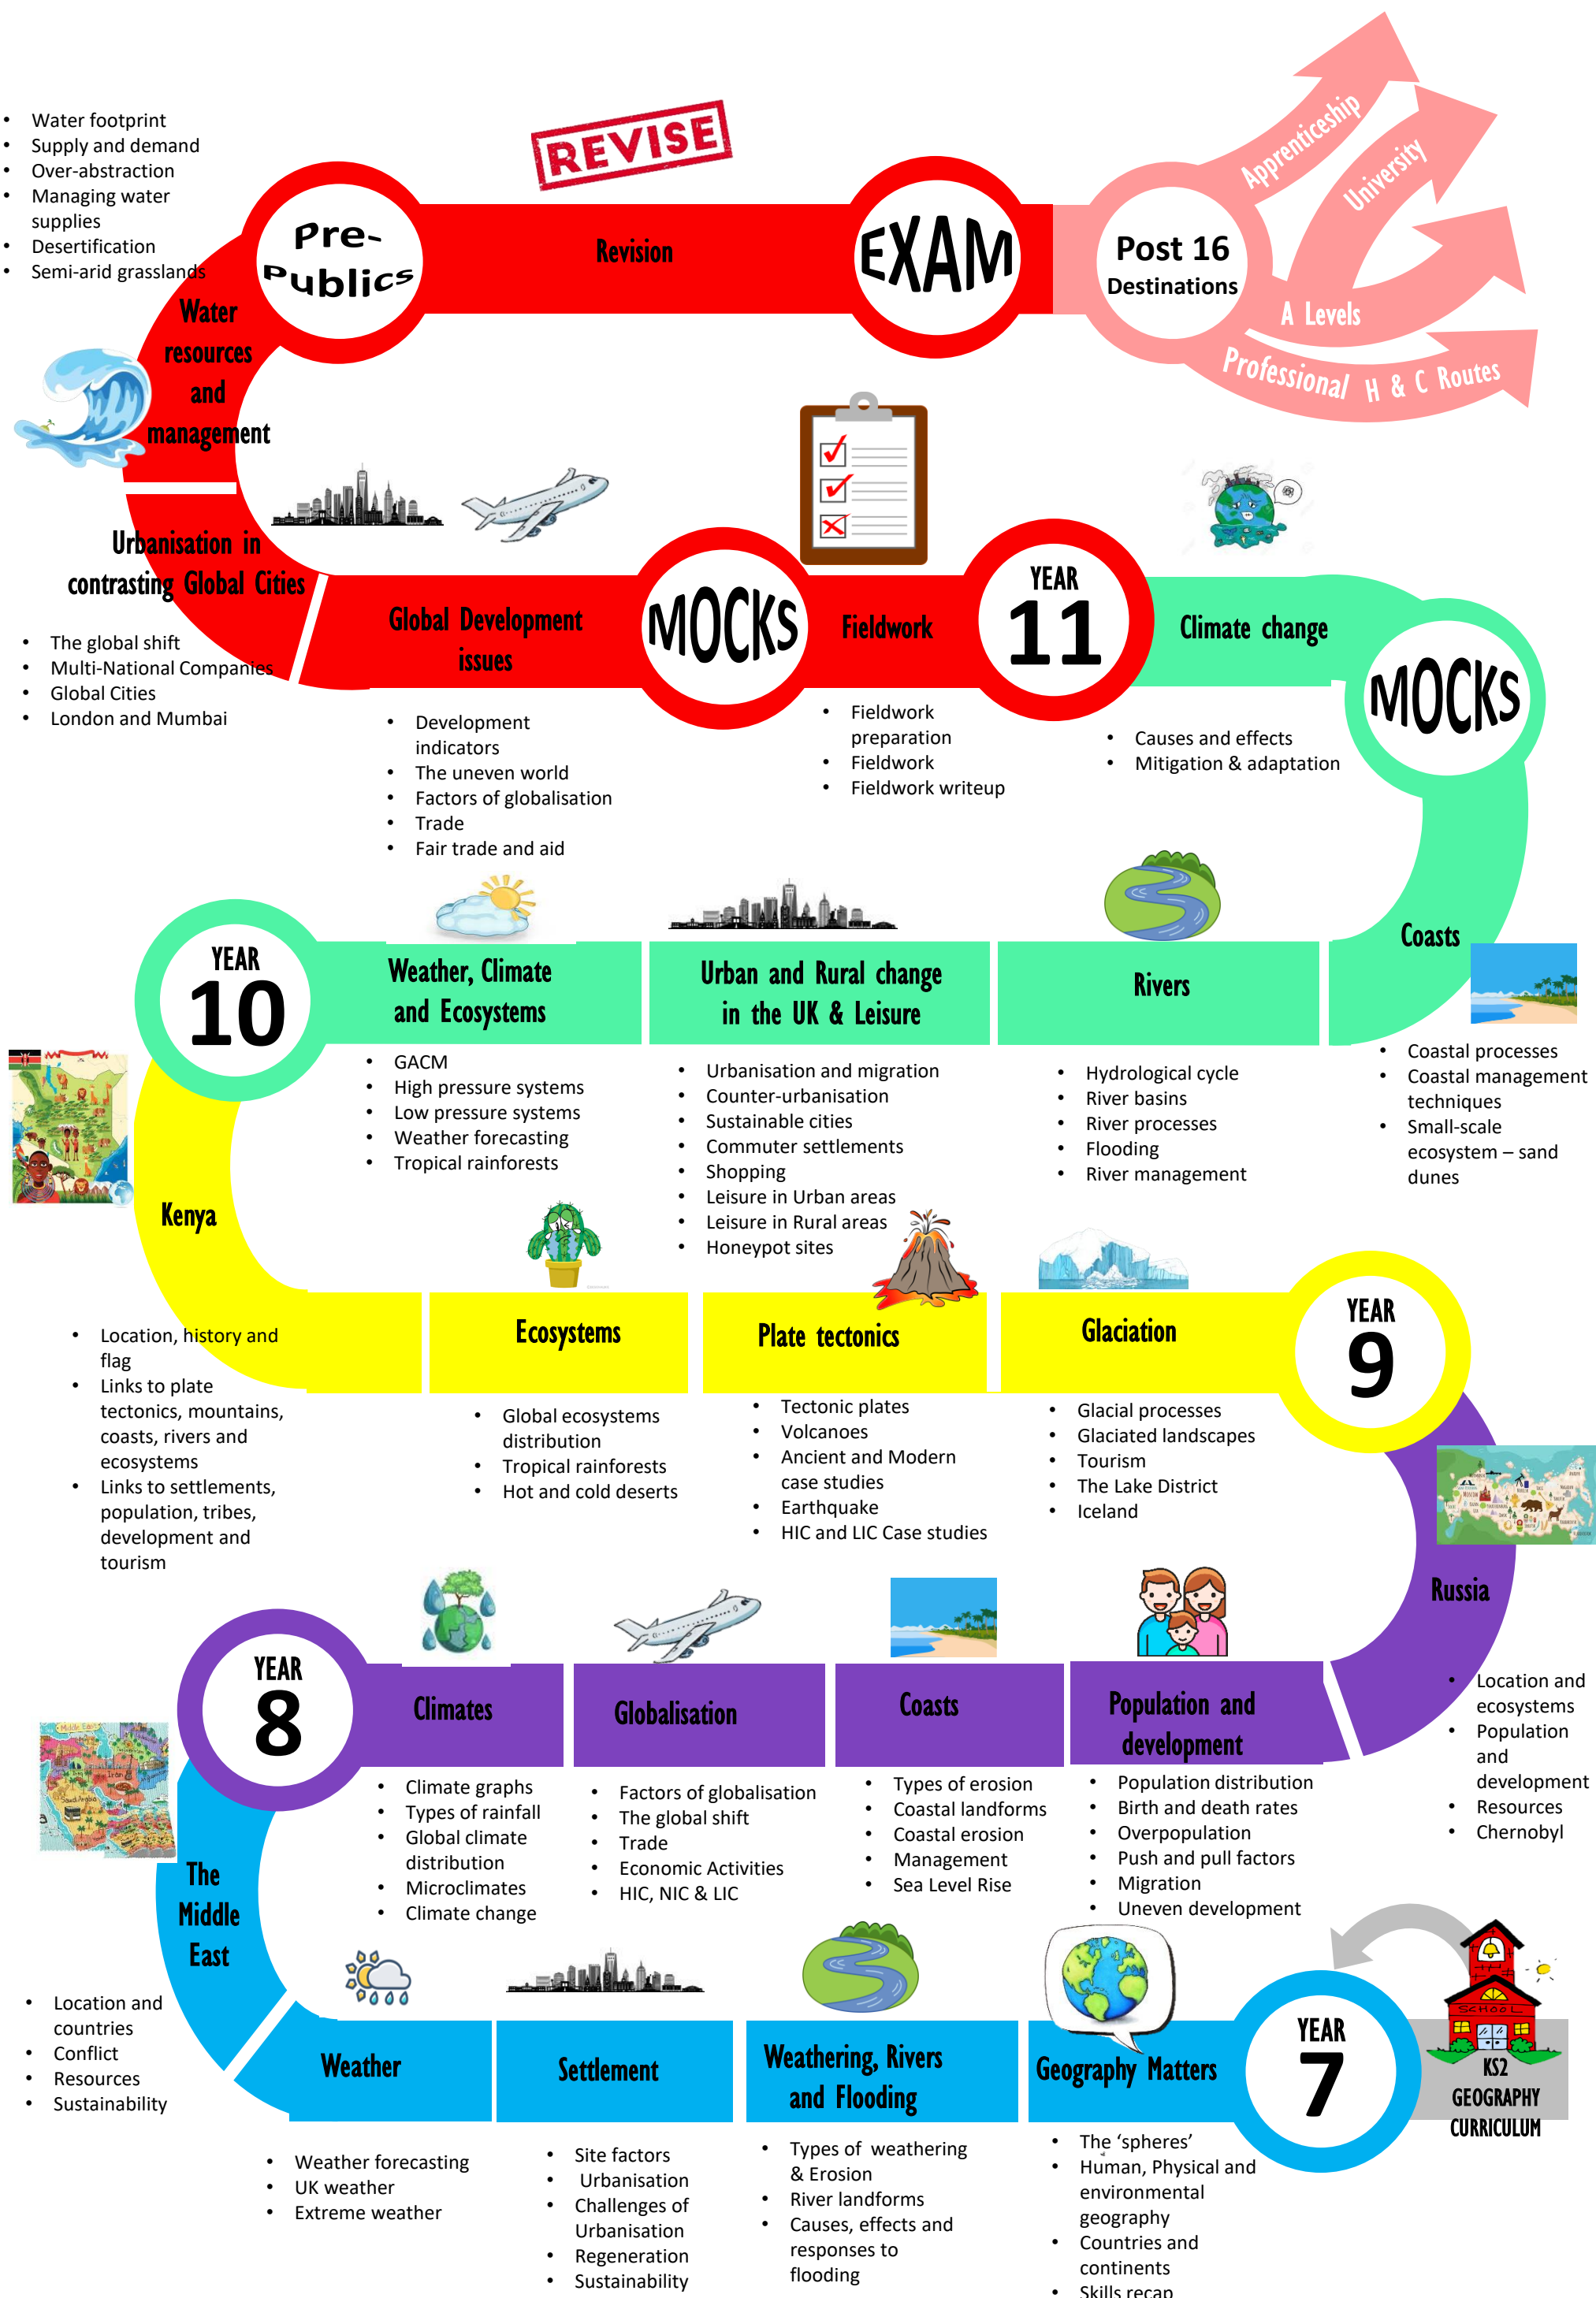 • Water footprint
• Supply and demand
• Over-abstraction
• Managing water
supplies
• Desertification
• Semi-arid grasslands
REVISE
Pre-
Publics
Revision
EXAM
Post 16
Destinations
Apprenticeship
University
A Levels
Professional H & C Routes
Water
resources
and
management
Urbanisation in
contrasting Global Cities
• The global shift
• Multi-National Companies
• Global Cities
• London and Mumbai
Global Development
issues
• Development
indicators
• The uneven world
• Factors of globalisation
• Trade
• Fair trade and aid
MOCKS
Fieldwork
• Fieldwork
preparation
• Fieldwork
• Fieldwork writeup
YEAR
11
Climate change
• Causes and effects
• Mitigation & adaptation
MOCKS
Coasts
• Coastal processes
• Coastal management
techniques
• Small-scale
ecosystem – sand
dunes
YEAR
10
Weather, Climate
and Ecosystems
• GACM
• High pressure systems
• Low pressure systems
• Weather forecasting
• Tropical rainforests
Urban and Rural change
in the UK & Leisure
• Urbanisation and migration
• Counter-urbanisation
• Sustainable cities
• Commuter settlements
• Shopping
• Leisure in Urban areas
• Leisure in Rural areas
• Honeypot sites
Rivers
• Hydrological cycle
• River basins
• River processes
• Flooding
• River management
Kenya
• Location, history and
flag
• Links to plate
tectonics, mountains,
coasts, rivers and
ecosystems
• Links to settlements,
population, tribes,
development and
tourism
Ecosystems
• Global ecosystems
distribution
• Tropical rainforests
• Hot and cold deserts
Plate tectonics
• Tectonic plates
• Volcanoes
• Ancient and Modern
case studies
• Earthquake
• HIC and LIC Case studies
Glaciation
• Glacial processes
• Glaciated landscapes
• Tourism
• The Lake District
• Iceland
YEAR
9
Russia
• Location and
ecosystems
• Population
and
development
• Resources
• Chernobyl
YEAR
8
Climates
• Climate graphs
• Types of rainfall
• Global climate
distribution
• Microclimates
• Climate change
Globalisation
• Factors of globalisation
• The global shift
• Trade
• Economic Activities
• HIC, NIC & LIC
Coasts
• Types of erosion
• Coastal landforms
• Coastal erosion
• Management
• Sea Level Rise
Population and
development
• Population distribution
• Birth and death rates
• Overpopulation
• Push and pull factors
• Migration
• Uneven development
Middle East
Iran
Saudi Arabia
The
Middle
East
• Location and
countries
• Conflict
• Resources
• Sustainability
Weather
• Weather forecasting
• UK weather
• Extreme weather
Settlement
• Site factors
• Urbanisation
• Challenges of
Urbanisation
• Regeneration
• Sustainability
Weathering, Rivers
and Flooding
• Types of weathering
& Erosion
• River landforms
• Causes, effects and
responses to
flooding
Geography Matters
• The ‘spheres’
• Human, Physical and
environmental
geography
• Countries and
continents
• Skills recap
YEAR
7
SCHOOL
KS2
GEOGRAPHY
CURRICULUM